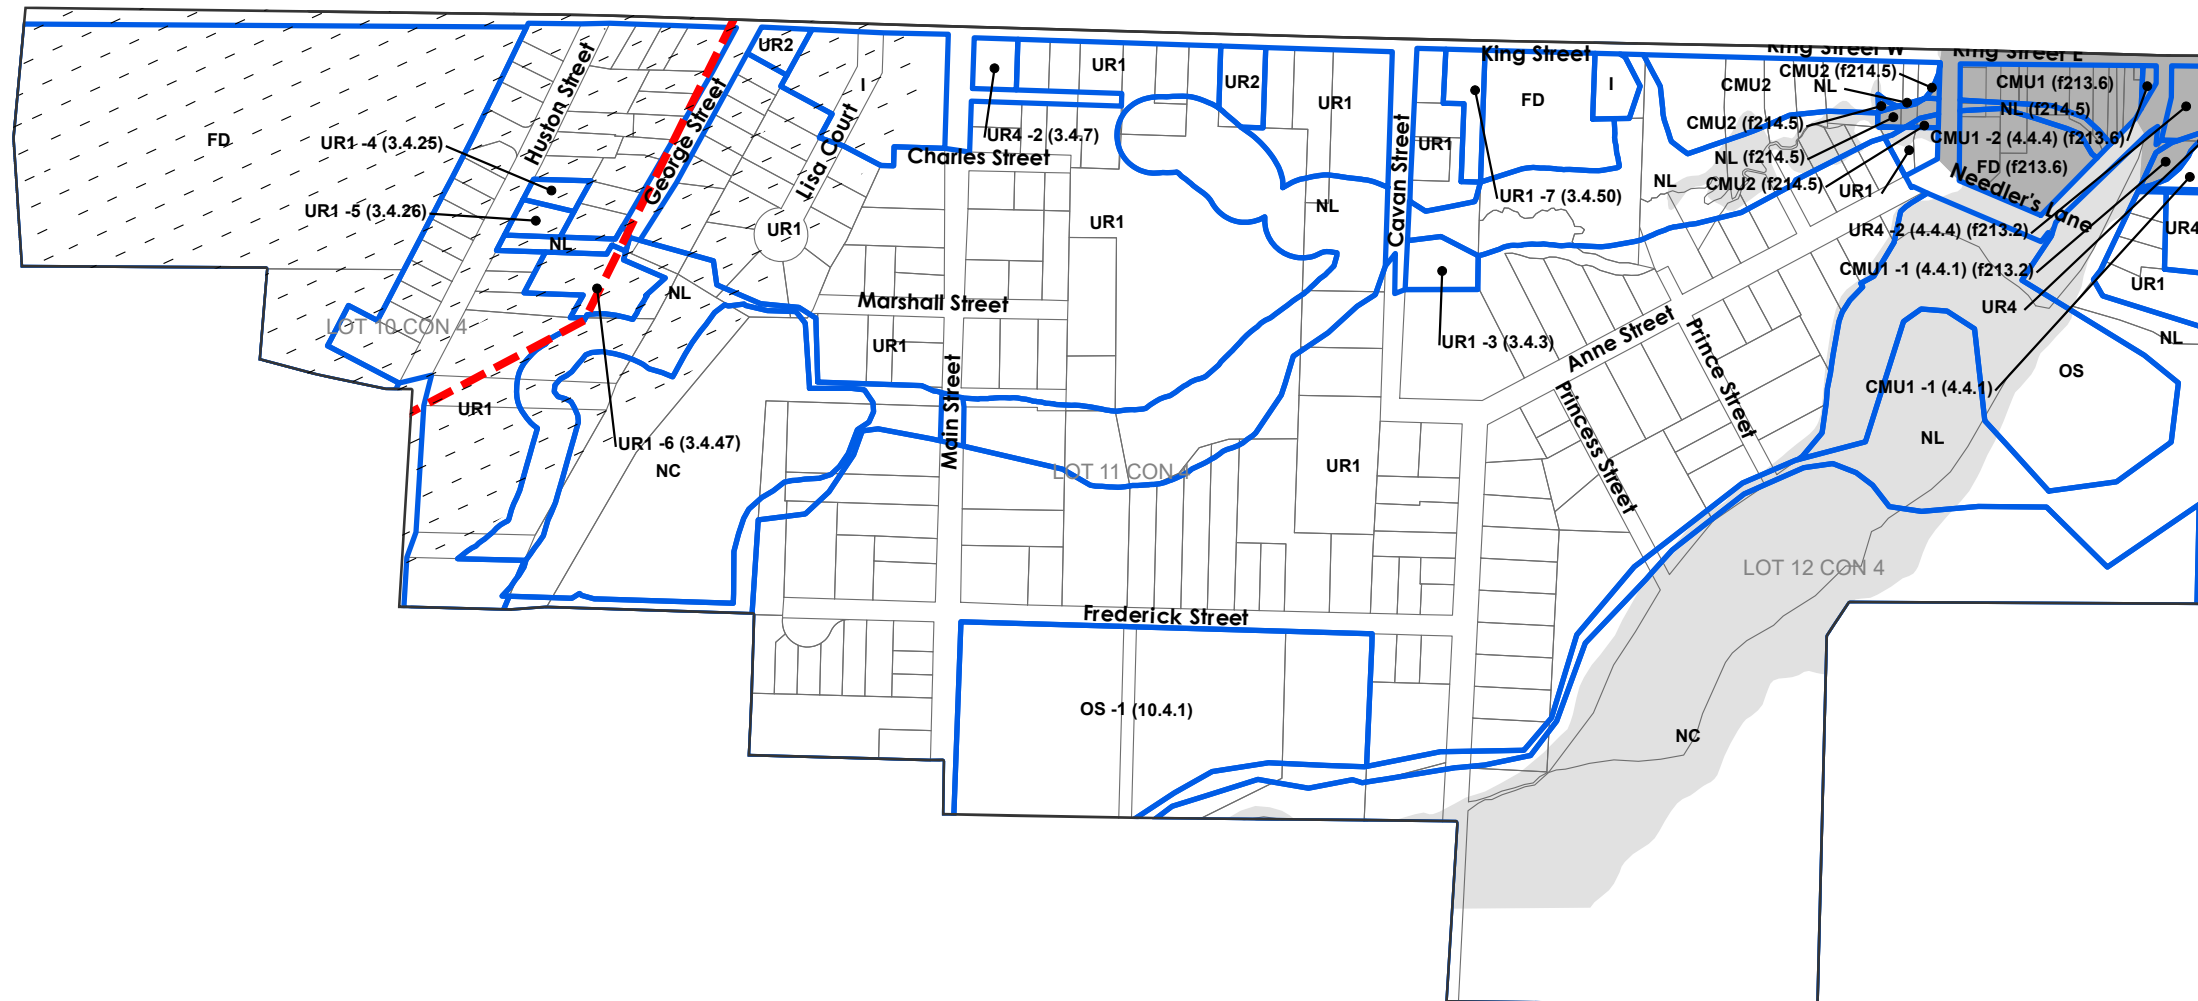 King Street
King Street W
King Street E
UR2
UR1
CMU2 (f214.5)
NL
CMU2
CMU1 (f213.6)
I
UR2
UR1
FD
I
NL (f214.5)
CMU2 (f214.5)
CMU1 -2 (4.4.4) (f213.6)
FD
UR1 -4 (3.4.25)
Huston Street
George Street
Lisa Court
UR4 -2 (3.4.7)
Charles Street
UR1
NL (f214.5)
FD (f213.6)
CMU2 (f214.5)
UR1
NL
UR1 -7 (3.4.50)
Needler's Lane
UR1 -5 (3.4.26)
NL
UR1
UR1
NL
Cavan Street
UR4 -2 (4.4.4) (f213.2)
UR4
CMU1 -1 (4.4.1) (f213.2)
UR1
NL
Marshall Street
UR4
LOT 10 CON 4
UR1
UR1 -3 (3.4.3)
Anne Street
Prince Street
NL
OS
CMU1 -1 (4.4.1)
UR1
Main Street
Princess Street
NL
UR1 -6 (3.4.47)
NC
LOT 11 CON 4
UR1
LOT 12 CON 4
Frederick Street
OS -1 (10.4.1)
NC